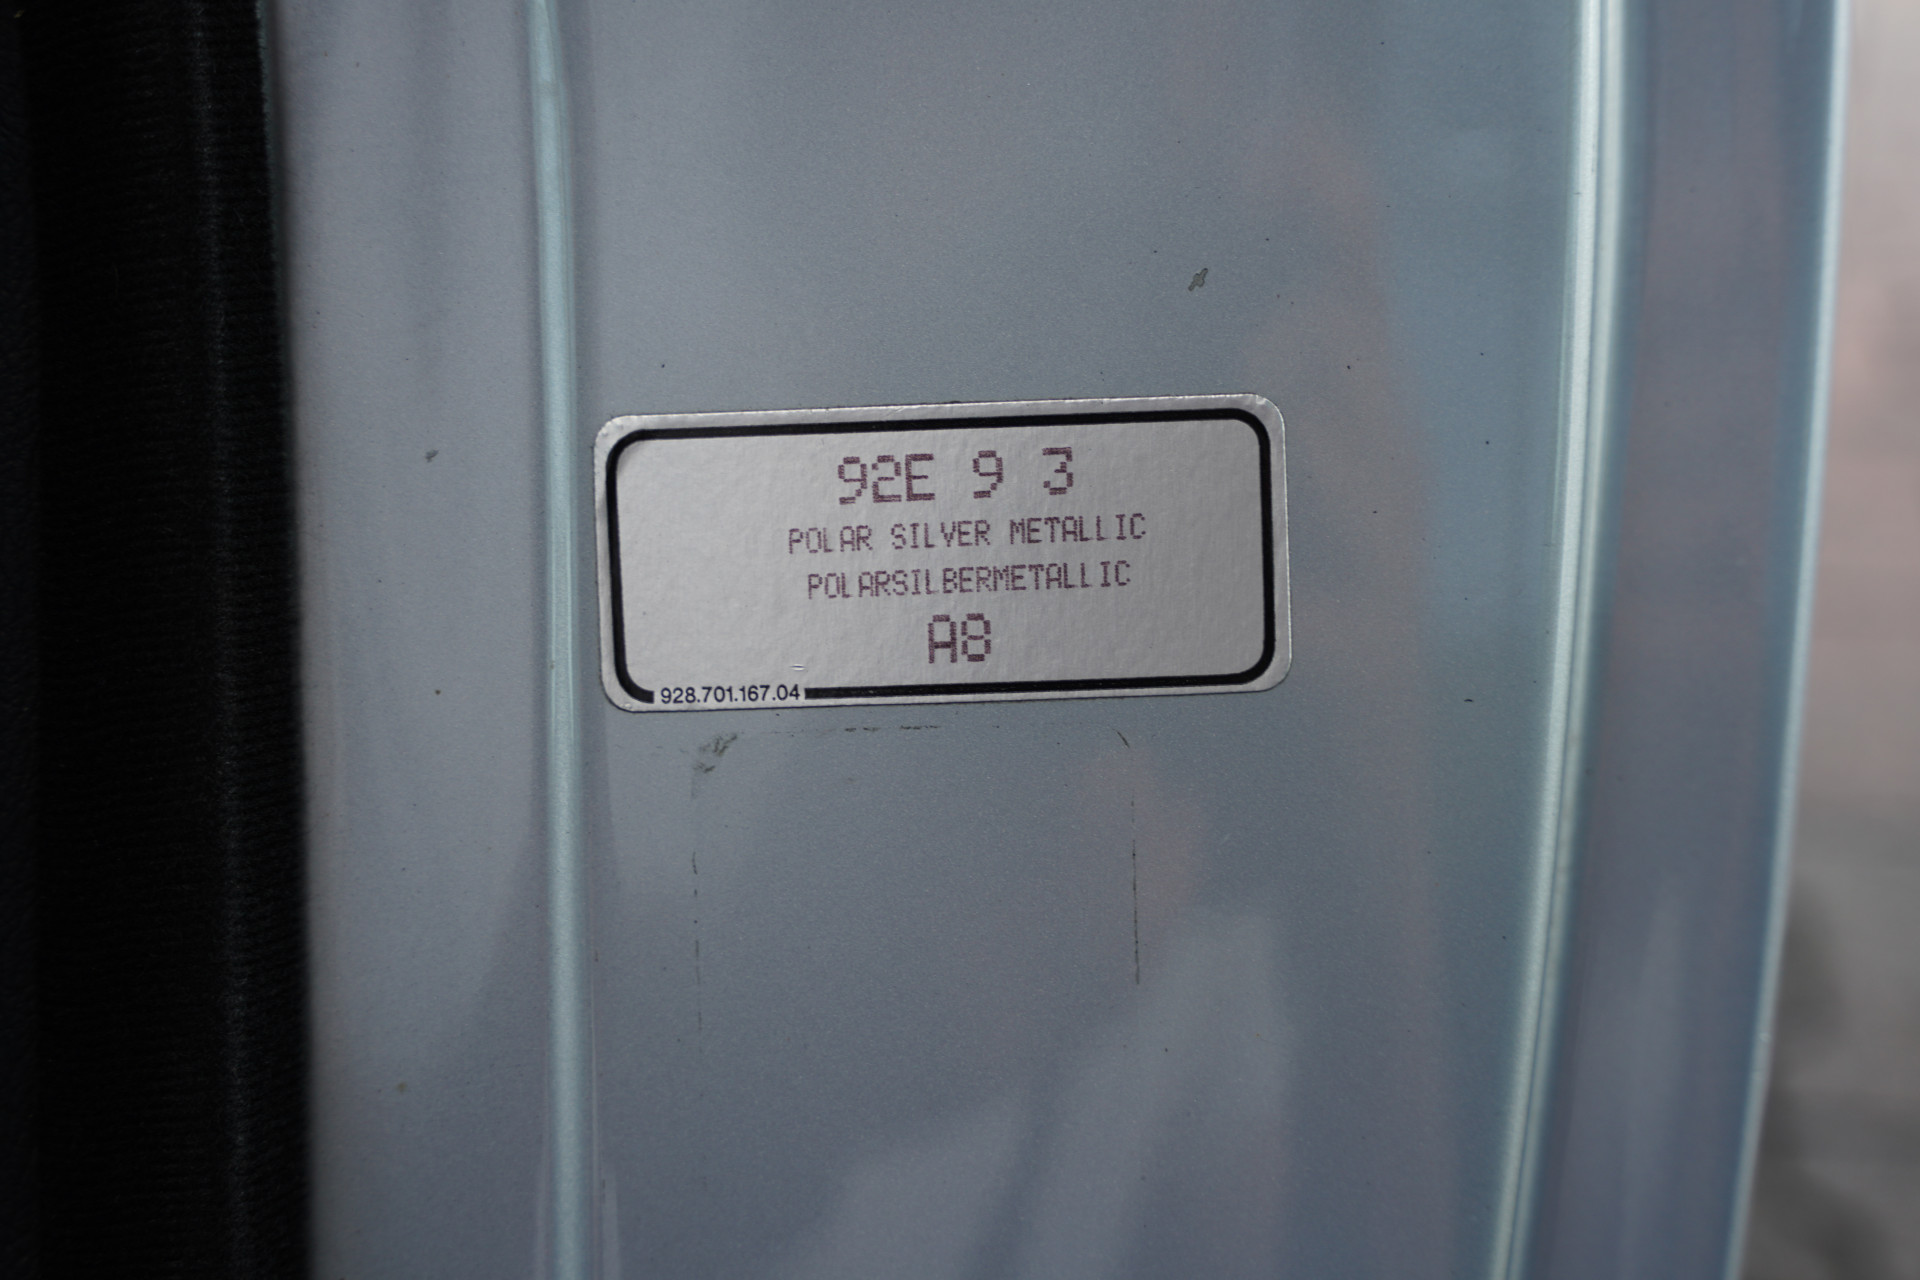 92E 9 3
POLAR SILVER METALLIC
POLARSILBERMETALLIC
A8
928.701.167.04